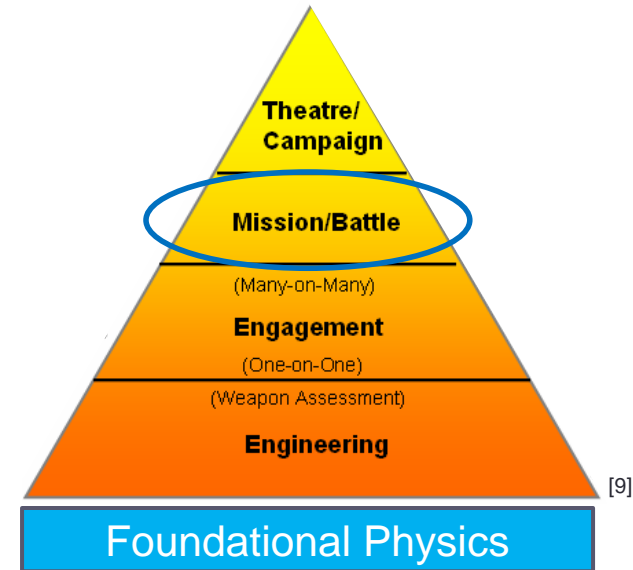 Theatre/
Campaign
Mission/Battle
(Many-on-Many)
Engagement
(One-on-One)
(Weapon Assessment)
Engineering
[9]
Foundational Physics